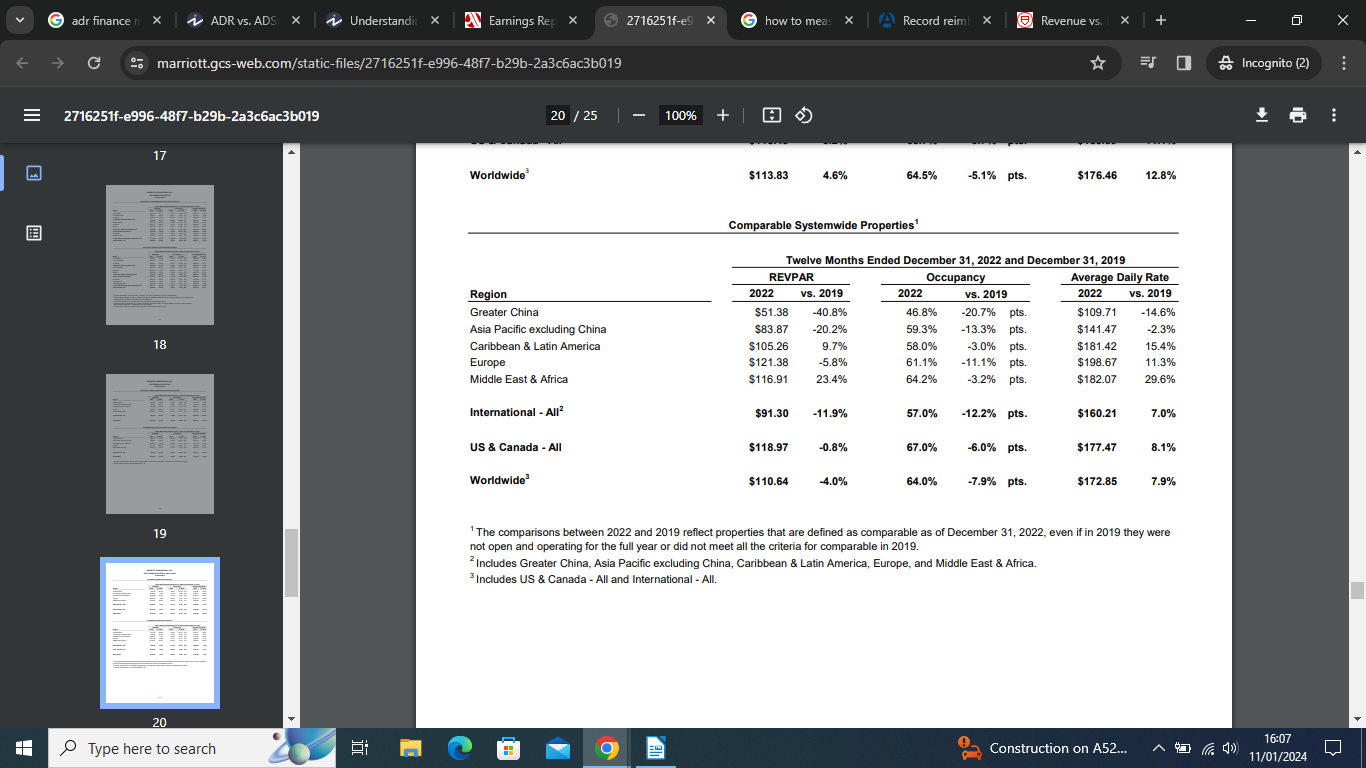 adr finance n
ADR vs. ADS:
Understandin
Earnings Rep
2716251f-e9
how to meas
Record reim
Revenue vs.
marriott.gcs-web.com/static-files/2716251f-e996-48f7-b29b-2a3c6ac3b019
Incognito (2)
2716251f-e996-48f7-b29b-2a3c6ac3b019
20 / 25
100%
17
18
19
20
Worldwide3 $113.83 4.6% 64.5% -5.1% pts. $176.46 12.8%
Comparable Systemwide Properties1
Twelve Months Ended December 31, 2022 and December 31, 2019
REVPAR Occupancy Average Daily Rate
Region 2022 vs. 2019 2022 vs. 2019 2022 vs. 2019
Greater China $51.38 -40.8% 46.8% -20.7% pts. $109.71 -14.6%
Asia Pacific excluding China $83.87 -20.2% 59.3% -13.3% pts. $141.47 -2.3%
Caribbean & Latin America $105.26 9.7% 58.0% -3.0% pts. $181.42 15.4%
Europe $121.38 -5.8% 61.1% -11.1% pts. $198.67 11.3%
Middle East & Africa $116.91 23.4% 64.2% -3.2% pts. $182.07 29.6%
International - All2 $91.30 -11.9% 57.0% -12.2% pts. $160.21 7.0%
US & Canada - All $118.97 -0.8% 67.0% -6.0% pts. $177.47 8.1%
Worldwide3 $110.64 -4.0% 64.0% -7.9% pts. $172.85 7.9%
1 The comparisons between 2022 and 2019 reflect properties that are defined as comparable as of December 31, 2022, even if in 2019 they were
not open and operating for the full year or did not meet all the criteria for comparable in 2019.
2 Includes Greater China, Asia Pacific excluding China, Caribbean & Latin America, Europe, and Middle East & Africa.
3 Includes US & Canada - All and International - All.
Type here to search
Construction on A52...
16:07
11/01/2024